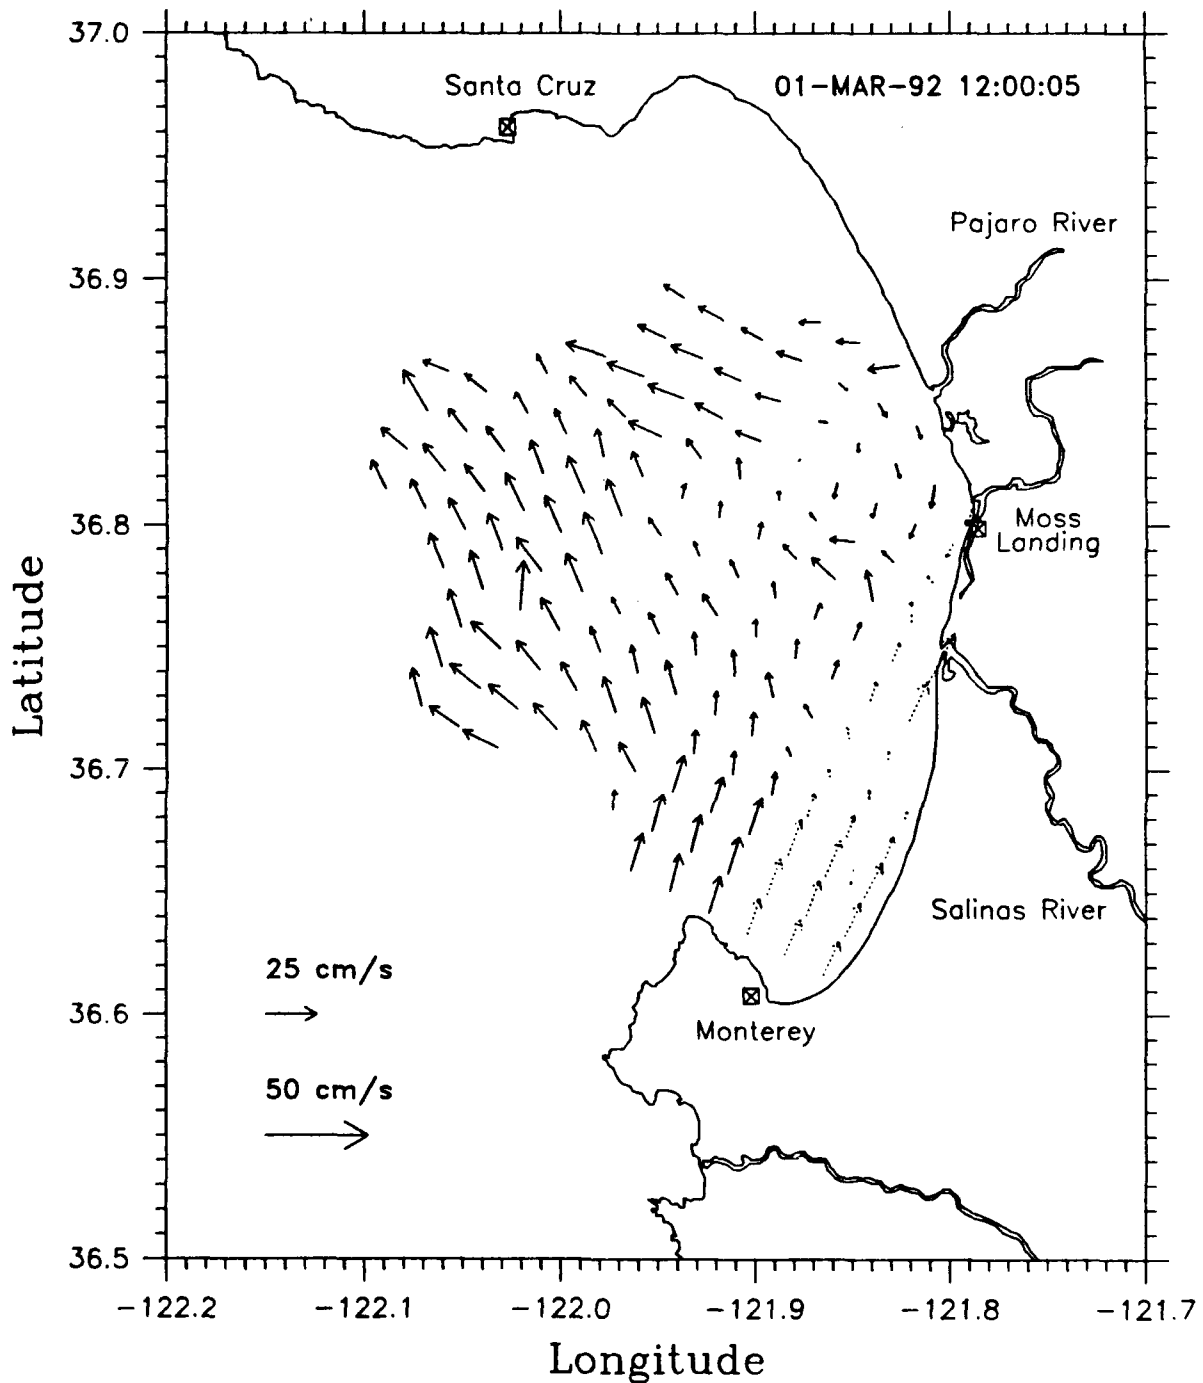 37.0
Santa Cruz
01-MAR-92 12:00:05
Pajaro River
36.9
36.8
Moss
Landing
Latitude
36.7
Salinas River
25 cm/s
36.6
Monterey
50 cm/s
36.5
-122.2 -122.1 -122.0 -121.9 -121.8 -121.7
Longitude